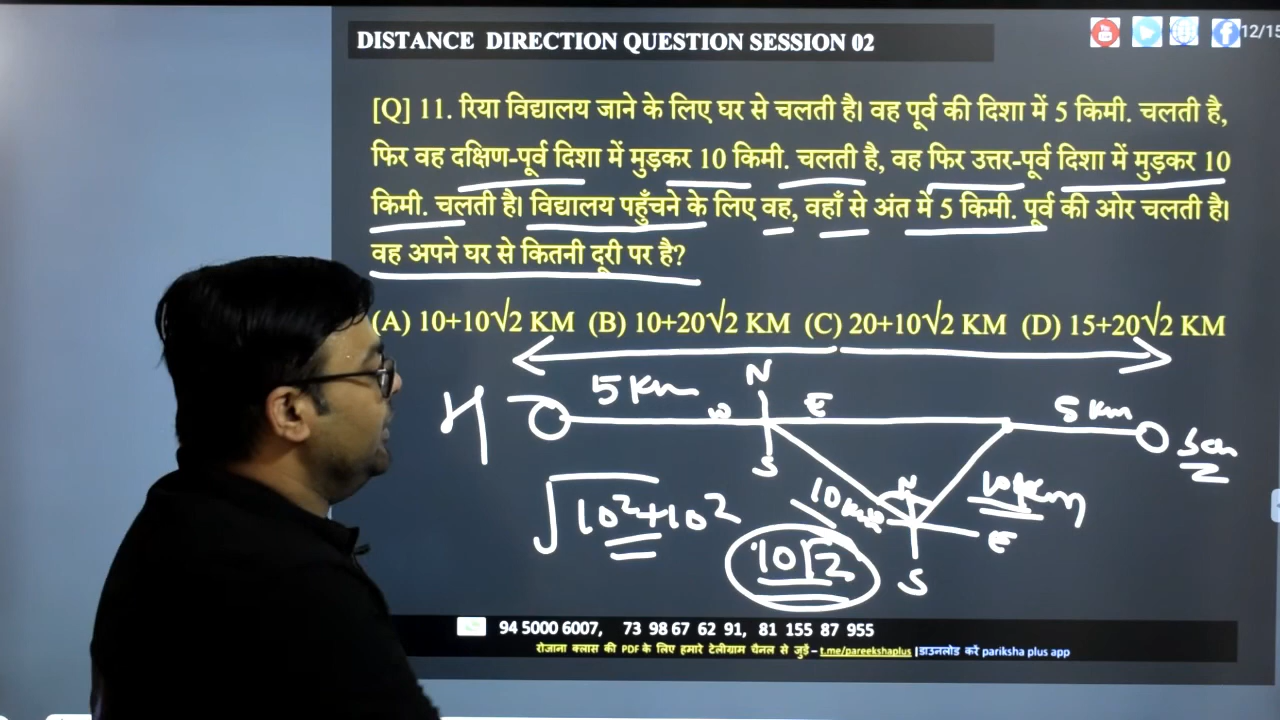 DISTANCE DIRECTION QUESTION SESSION 02
12/15
[Q] 11. रिया विद्यालय जाने के लिए घर से चलती है। वह पूर्व की दिशा में 5 किमी. चलती है,
फिर वह दक्षिण-पूर्व दिशा में मुड़कर 10 किमी. चलती है, वह फिर उत्तर-पूर्व दिशा में मुड़कर 10
किमी. चलती है। विद्यालय पहुँचने के लिए वह, वहाँ से अंत में 5 किमी. पूर्व की ओर चलती है।
वह अपने घर से कितनी दूरी पर है?
(A) 10+10√2 KM (B) 10+20√2 KM (C) 20+10√2 KM (D) 15+20√2 KM
H 5 km N W E S 5 km Sch
√10²+10² 10 km N 10 km E S
10√2
94 5000 6007, 73 98 67 62 91, 81 155 87 955
रोजाना क्लास की PDF के लिए हमारे टेलीग्राम चैनल से जुड़ें – t.me/pareekshaplus |डाउनलोड करें pariksha plus app